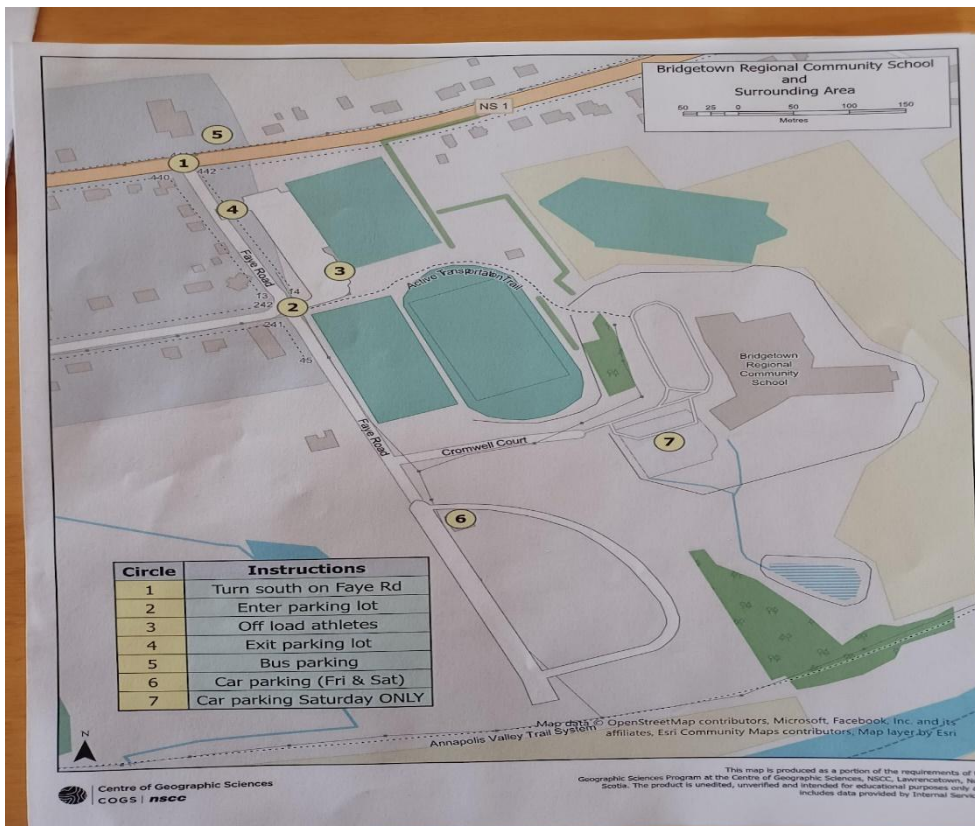 Bridgetown Regional Community School
and
Surrounding Area
50 25 0 50 100 150
Metres
NS 1
5
1
440
442
4
Faye Road
3
Active Transportation Trail
T3
T4
242
2
241
45
Bridgetown
Regional
Community
School
Faye Road
Cromwell Court
7
6
Circle Instructions
1 Turn south on Faye Rd
2 Enter parking lot
3 Off load athletes
4 Exit parking lot
5 Bus parking
6 Car parking (Fri & Sat)
7 Car parking Saturday ONLY
N
Annapolis Valley Trail System
Map data © OpenStreetMap contributors, Microsoft, Facebook, Inc. and its
affiliates, Esri Community Maps contributors, Map layer by Esri
Centre of Geographic Sciences
COGS | nscc
This map is produced as a portion of the requirements of
Geographic Sciences Program at the Centre of Geographic Sciences, NSCC, Lawrencetown,
Scotia. The product is unedited, unverified and intended for educational purposes only
includes data provided by Internal